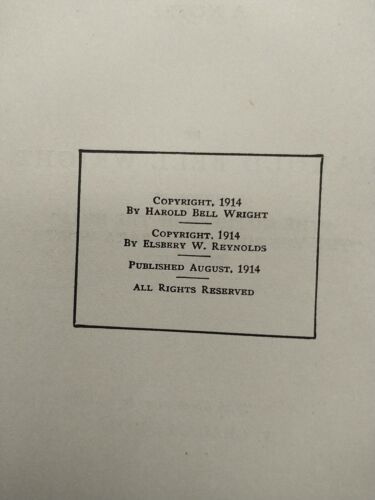 COPYRIGHT, 1914
BY HAROLD BELL WRIGHT
COPYRIGHT, 1914
BY ELSBERY W. REYNOLDS
PUBLISHED AUGUST, 1914
ALL RIGHTS RESERVED